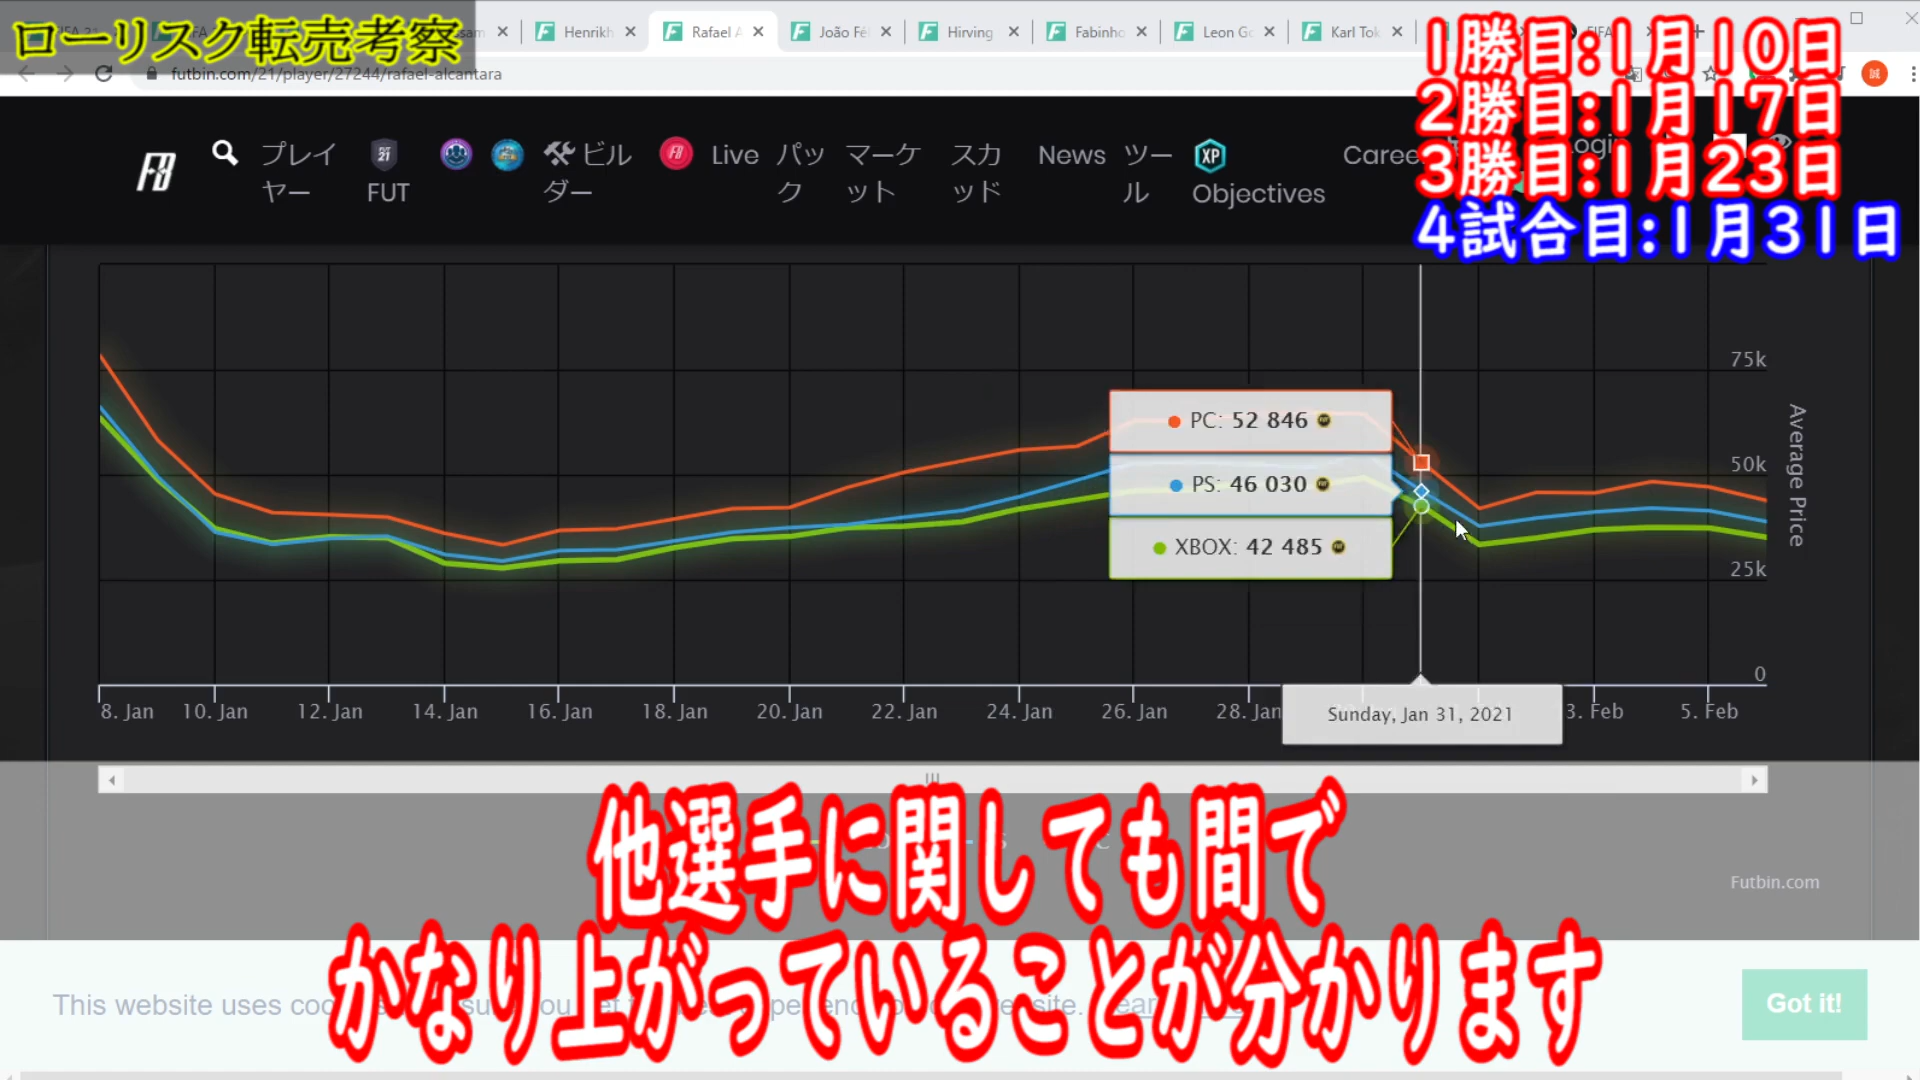 ローリスク転売考察
Henrikh
Rafael A
João Fé
Hirving
Fabinho
Leon Go
Karl Tok
FIFA
futbin.com/21/player/27244/rafael-alcantara
1勝目:1月10日
2勝目:1月17日
3勝目:1月23日
4試合目:1月31日
プレイヤー
FUT
ビルダー
Live
パック
マーケット
スカッド
News
ツール
Objectives
Caree
75k
50k
25k
0
Average Price
PC: 52 846
PS: 46 030
XBOX: 42 485
8. Jan
10. Jan
12. Jan
14. Jan
16. Jan
18. Jan
20. Jan
22. Jan
24. Jan
26. Jan
28. Jan
Sunday, Jan 31, 2021
3. Feb
5. Feb
他選手に関しても間で
かなり上がっていることが分かります
Futbin.com
This website uses
Got it!